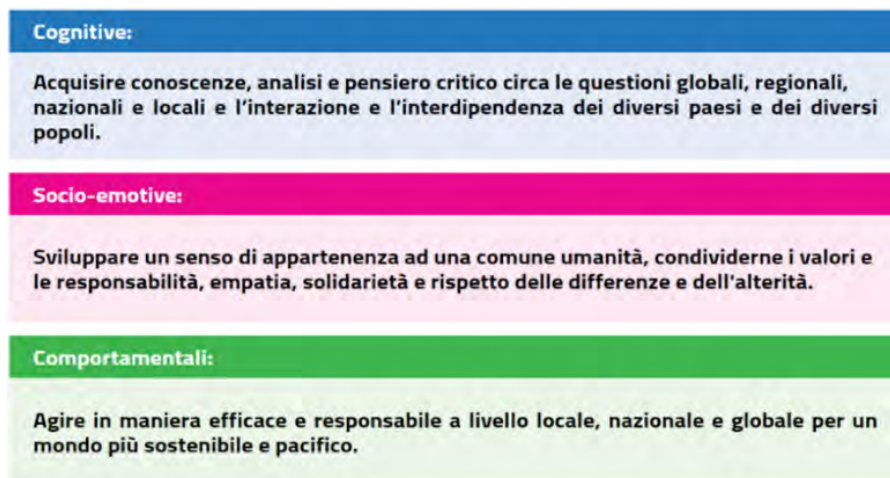 Cognitive:
Acquisire conoscenze, analisi e pensiero critico circa le questioni globali, regionali,
nazionali e locali e l'interazione e l'interdipendenza dei diversi paesi e dei diversi
popoli.
Socio-emotive:
Sviluppare un senso di appartenenza ad una comune umanità, condividerne i valori e
le responsabilità, empatia, solidarietà e rispetto delle differenze e dell'alterità.
Comportamentali:
Agire in maniera efficace e responsabile a livello locale, nazionale e globale per un
mondo più sostenibile e pacifico.